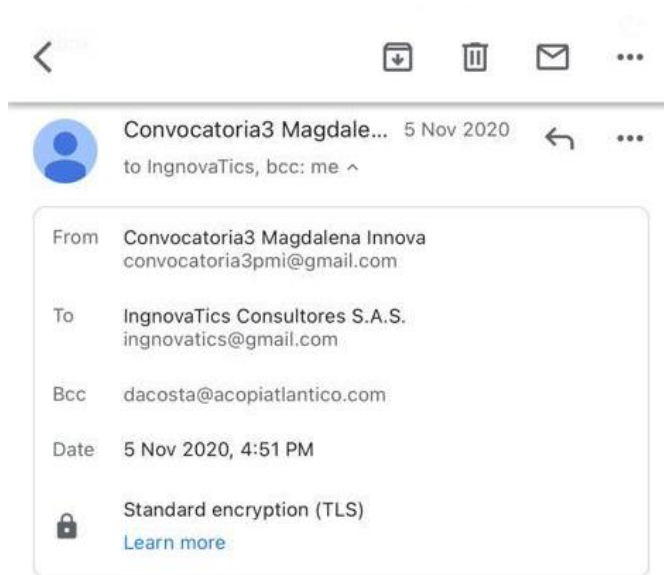 Convocatoria3 Magdale... 5 Nov 2020
to IngnovaTics, bcc: me
From Convocatoria3 Magdalena Innova
convocatoria3pmi@gmail.com
To IngnovaTics Consultores S.A.S.
ingnovatics@gmail.com
Bcc dacosta@acopiatlantico.com
Date 5 Nov 2020, 4:51 PM
Standard encryption (TLS)
Learn more